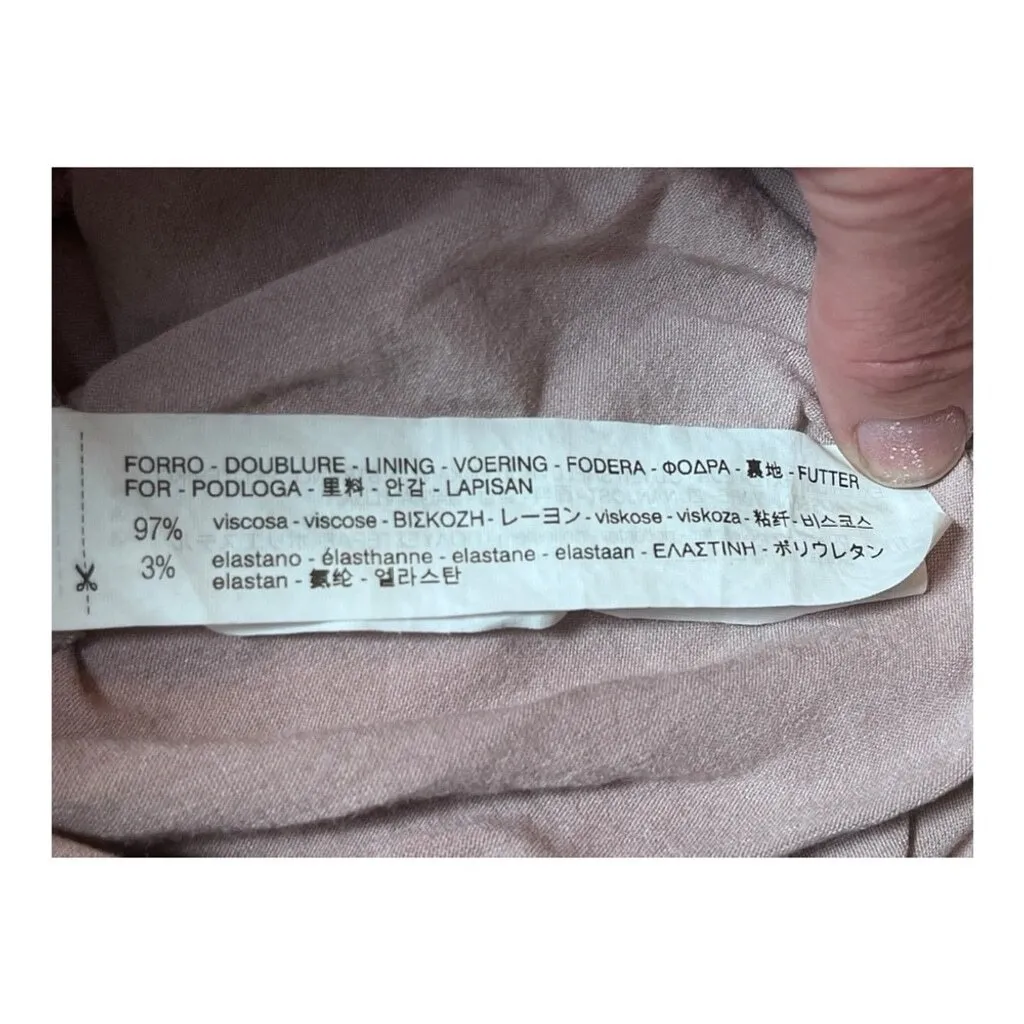 FORRO - DOUBLURE - LINING - VOERING - FODERA - ΦΟΔΡΑ - 裏地 - FUTTER
FOR - PODLOGA - 里料 - 안감 - LAPISAN
97% viscosa - viscose - ΒΙΣΚΟΖΗ - レーヨン - viskose - viskoza - 粘纤 - 비스코스
3% elastano - élasthanne - elastane - elastaan - ΕΛΑΣΤΙΝΗ - ポリウレタン
elastan - 氨纶 - 엘라스탄